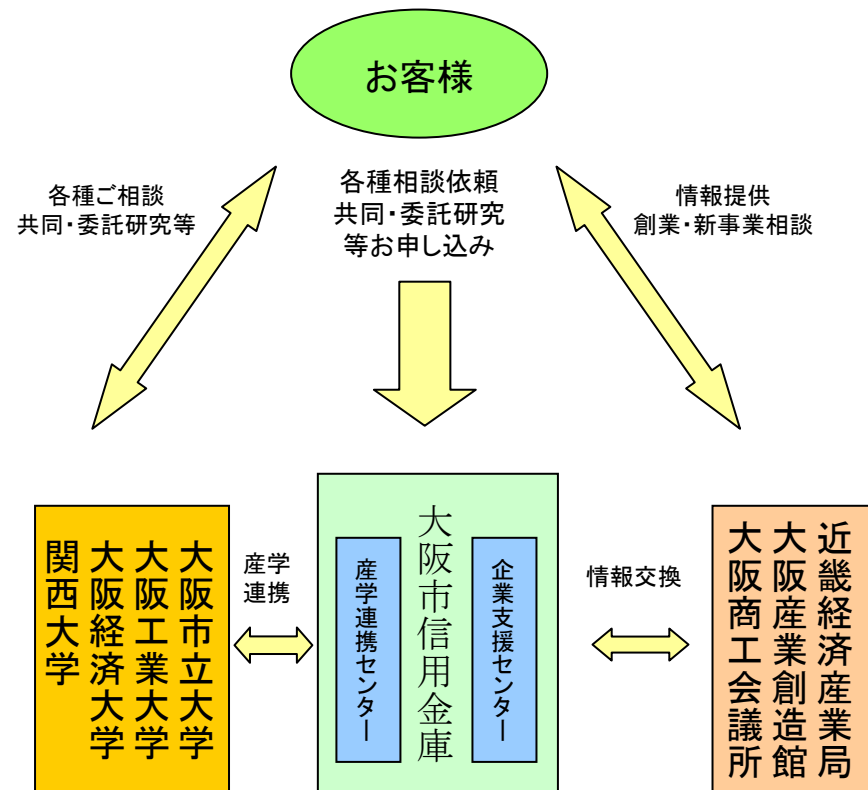 お客様
各種ご相談
共同・委託研究等
各種相談依頼
共同・委託研究
等お申し込み
情報提供
創業・新事業相談
大阪市立大学
大阪工業大学
大阪経済大学
関西大学
産学
連携
企業支援センター
大阪市信用金庫
産学連携センター
情報交換
近畿経済産業局
大阪産業創造館
大阪商工会議所